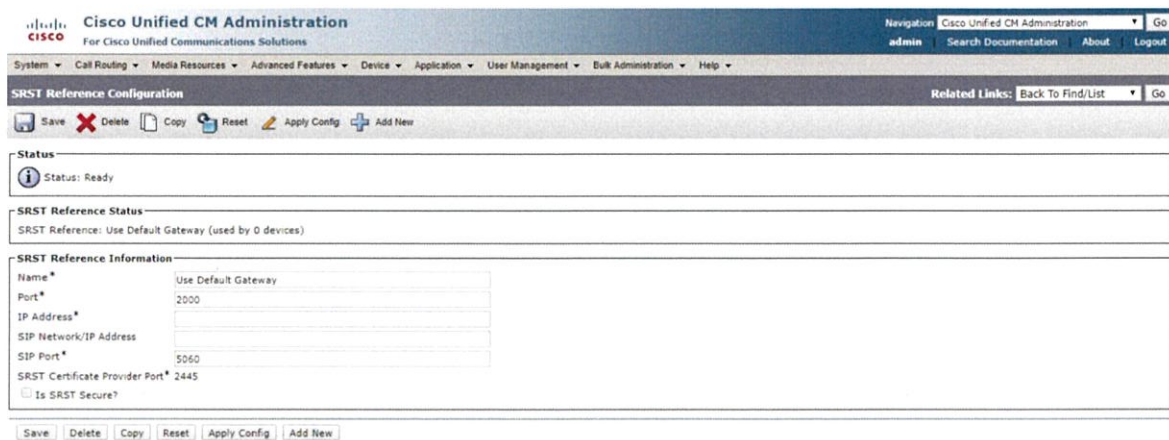 Cisco Unified CM Administration
For Cisco Unified Communications Solutions
CISCO
Navigation Cisco Unified CM Administration Go
admin Search Documentation About Logout
System Call Routing Media Resources Advanced Features Device Application User Management Bulk Administration Help
SRST Reference Configuration
Related Links: Back To Find/List Go
Save Delete Copy Reset Apply Config Add New
Status
Status: Ready
SRST Reference Status
SRST Reference: Use Default Gateway (used by 0 devices)
SRST Reference Information
Name* Use Default Gateway
Port* 2000
IP Address*
SIP Network/IP Address
SIP Port* 5060
SRST Certificate Provider Port* 2445
Is SRST Secure?
Save Delete Copy Reset Apply Config Add New